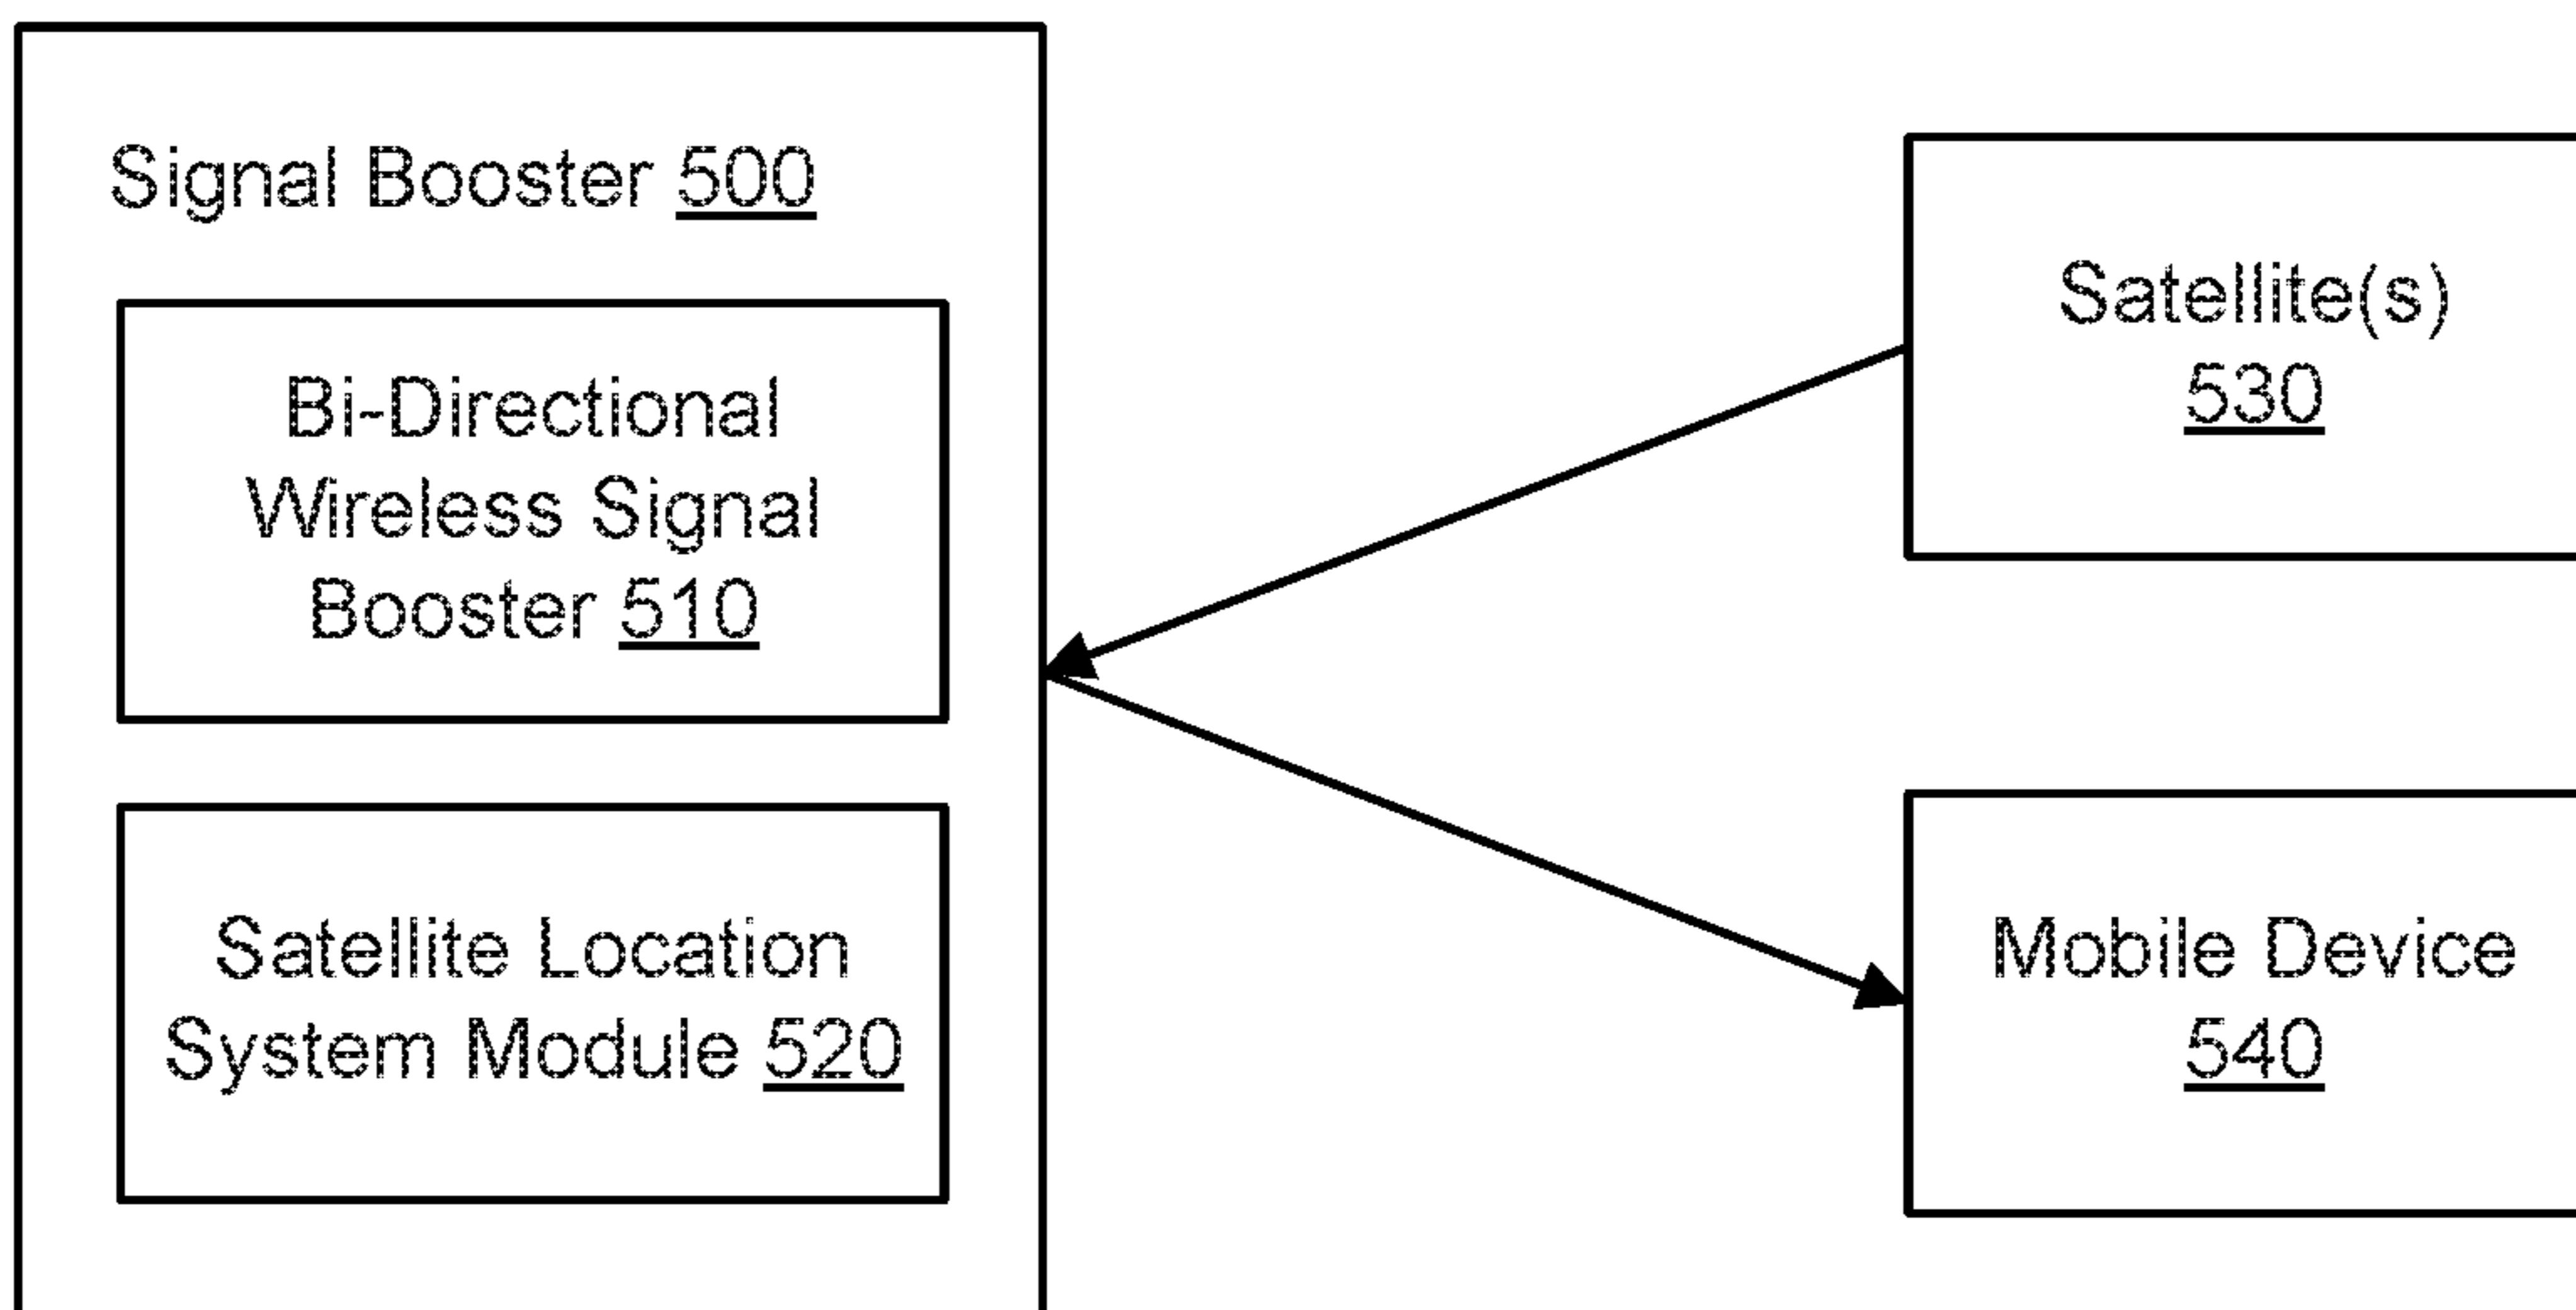 Signal Booster 500
Bi-Directional
Wireless Signal
Booster 510
Satellite Location
System Module 520
Satellite(s)
530
Mobile Device
540